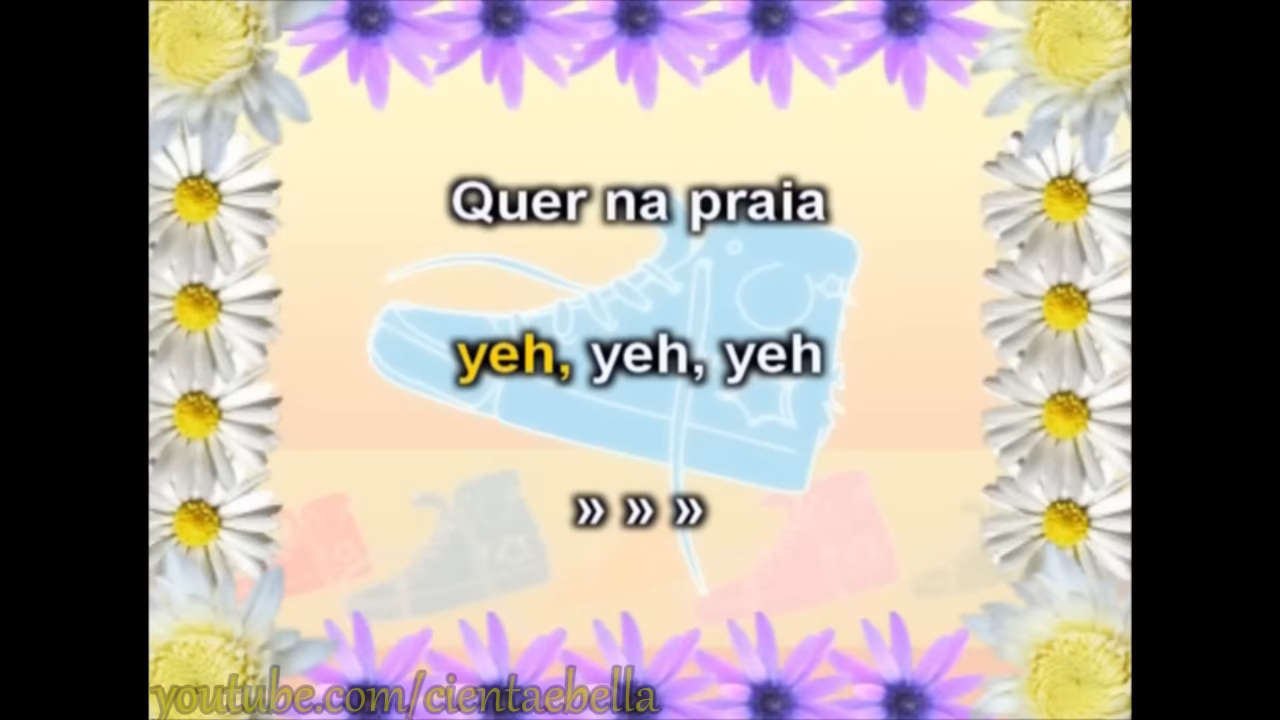 Quer na praia
yeh, yeh, yeh
» » »
youtube.com/cientaebella